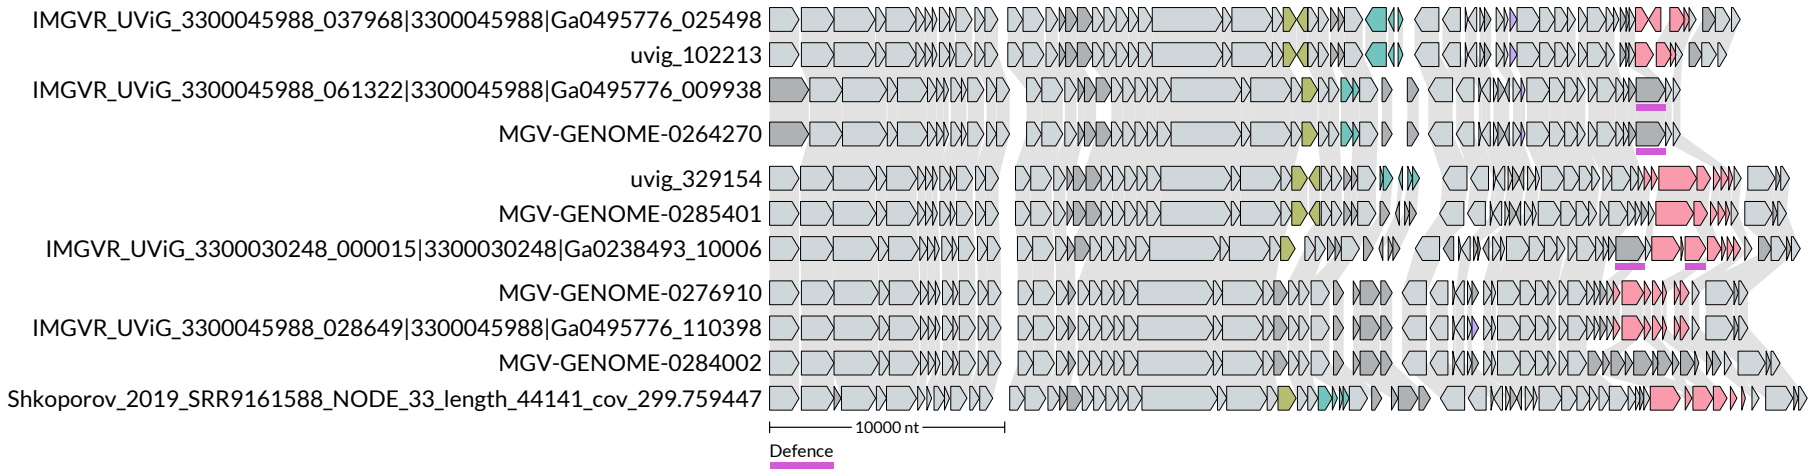 IMGVR_UViG_3300045988_037968|3300045988|Ga0495776_025498
uvig_102213
IMGVR_UViG_3300045988_061322|3300045988|Ga0495776_009938
MGV-GENOME-0264270
uvig_329154
MGV-GENOME-0285401
IMGVR_UViG_3300030248_000015|3300030248|Ga0238493_10006
MGV-GENOME-0276910
IMGVR_UViG_3300045988_028649|3300045988|Ga0495776_110398
MGV-GENOME-0284002
Shkoporov_2019_SRR9161588_NODE_33_length_44141_cov_299.759447
10000 nt
Defence